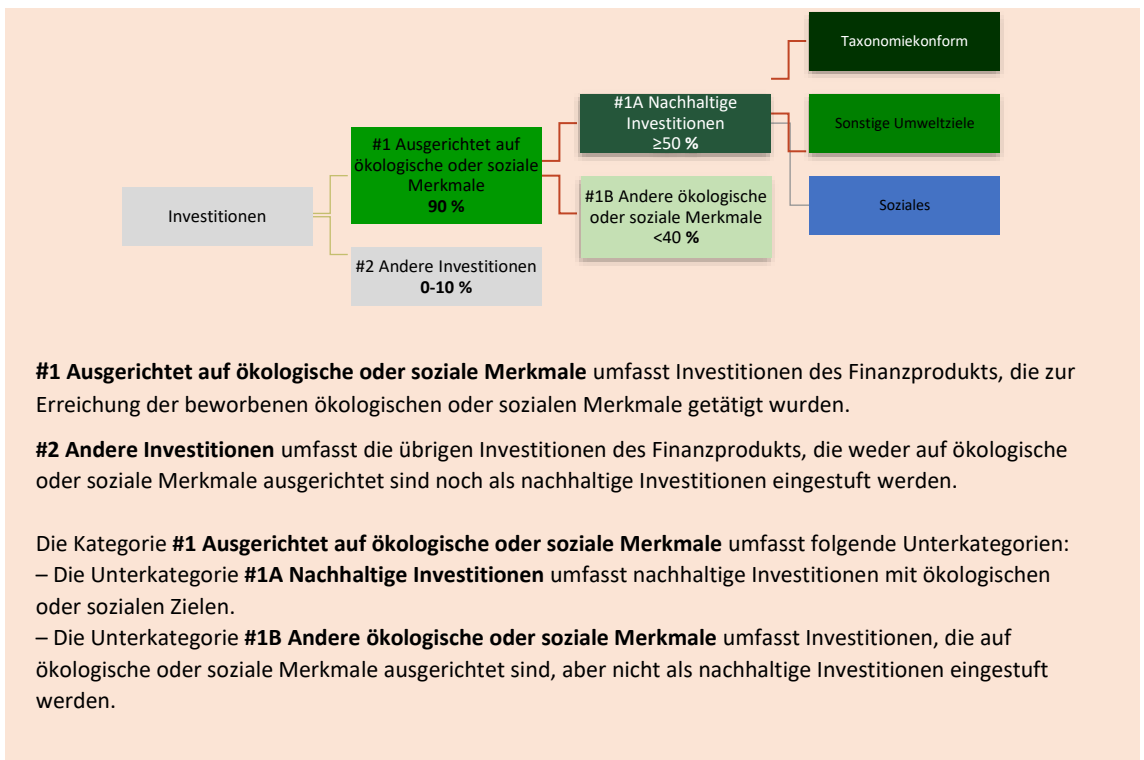 Taxonomiekonform
#1A Nachhaltige
Investitionen
≥50 %
Sonstige Umweltziele
#1 Ausgerichtet auf
ökologische oder soziale
Merkmale
90 %
#1B Andere ökologische
oder soziale Merkmale
<40 %
Soziales
Investitionen
#2 Andere Investitionen
0-10 %
#1 Ausgerichtet auf ökologische oder soziale Merkmale umfasst Investitionen des Finanzprodukts, die zur
Erreichung der beworbenen ökologischen oder sozialen Merkmale getätigt wurden.
#2 Andere Investitionen umfasst die übrigen Investitionen des Finanzprodukts, die weder auf ökologische
oder soziale Merkmale ausgerichtet sind noch als nachhaltige Investitionen eingestuft werden.
Die Kategorie #1 Ausgerichtet auf ökologische oder soziale Merkmale umfasst folgende Unterkategorien:
– Die Unterkategorie #1A Nachhaltige Investitionen umfasst nachhaltige Investitionen mit ökologischen
oder sozialen Zielen.
– Die Unterkategorie #1B Andere ökologische oder soziale Merkmale umfasst Investitionen, die auf
ökologische oder soziale Merkmale ausgerichtet sind, aber nicht als nachhaltige Investitionen eingestuft
werden.